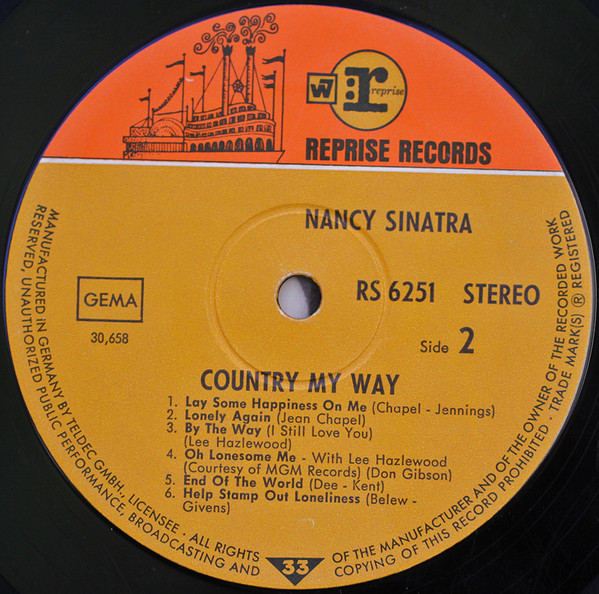 W
:r
reprise
REPRISE RECORDS
NANCY SINATRA
GEMA
30,658
RS 6251 STEREO
Side 2
COUNTRY MY WAY
1. Lay Some Happiness On Me (Chapel - Jennings)
2. Lonely Again (Jean Chapel)
3. By The Way (I Still Love You)
(Lee Hazlewood)
4. Oh Lonesome Me - With Lee Hazlewood
(Courtesy of MGM Records) (Don Gibson)
5. End Of The World (Dee - Kent)
6. Help Stamp Out Loneliness (Belew -
Givens)
33
MANUFACTURED iN GERMANY BY TELDEC GMBH., LICENSEE · ALL RIGHTS OF THE MANUFACTURER AND OF THE OWNER OF THE RECORDED WORK
RESERVED, UNAUTHORIZED PUBLIC PERFORMANCE, BROADCASTING AND COPYING OF THIS RECORD PROHIBITED · TRADE MARK(S) ® REGISTERED